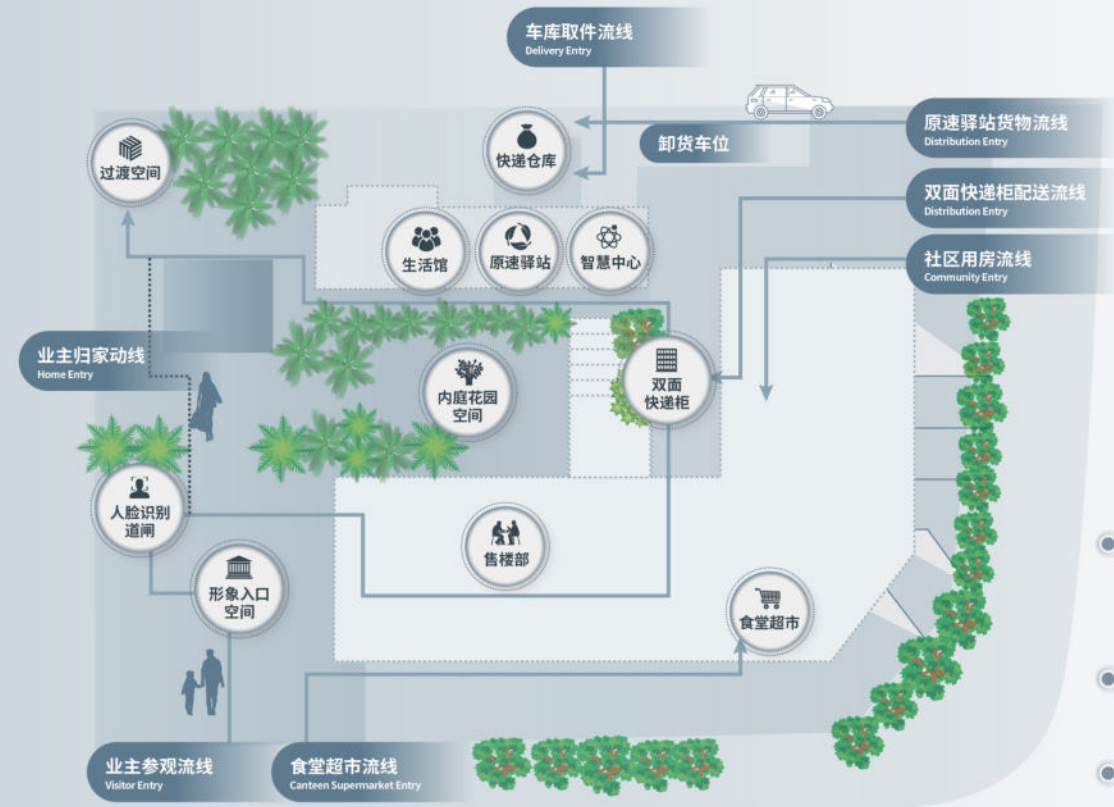 车库取件流线
Delivery Entry
原速驿站货物流线
Distribution Entry
卸货车位
快递仓库
过渡空间
双面快递柜配送流线
Distribution Entry
生活馆
原速驿站
智慧中心
社区用房流线
Community Entry
业主归家动线
Home Entry
内庭花园
空间
双面
快递柜
人脸识别
道闸
售楼部
形象入口
空间
食堂超市
业主参观流线
Visitor Entry
食堂超市流线
Canteen Supermarket Entry